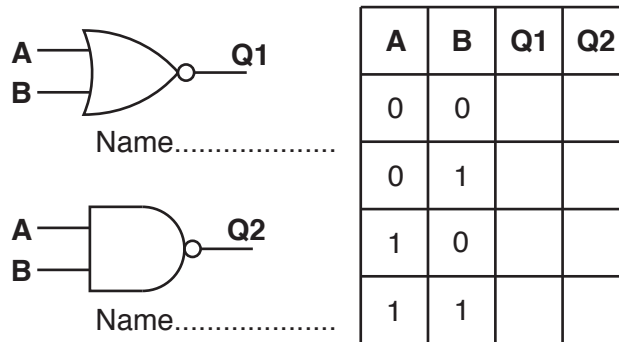 A
B
Q1
Name....................
A
B
Q2
Name....................
A B Q1 Q2
0 0
0 1
1 0
1 1